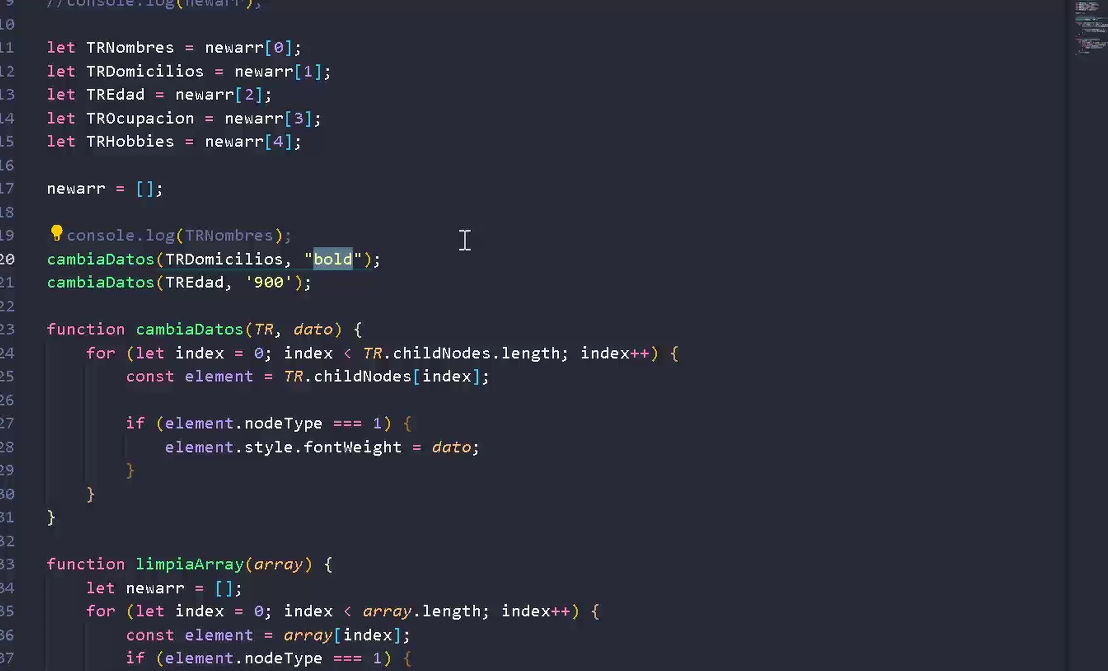 9 //console.log(newarr);
10
11 let TRNombres = newarr[0];
12 let TRDomicilios = newarr[1];
13 let TREdad = newarr[2];
14 let TROcupacion = newarr[3];
15 let TRHobbies = newarr[4];
16
17 newarr = [];
18
19 console.log(TRNombres);
20 cambiaDatos(TRDomicilios, "bold");
21 cambiaDatos(TREdad, '900');
22
23 function cambiaDatos(TR, dato) {
24 for (let index = 0; index < TR.childNodes.length; index++) {
25 const element = TR.childNodes[index];
26
27 if (element.nodeType === 1) {
28 element.style.fontWeight = dato;
29 }
30 }
31 }
32
33 function limpiaArray(array) {
34 let newarr = [];
35 for (let index = 0; index < array.length; index++) {
36 const element = array[index];
37 if (element.nodeType === 1) {